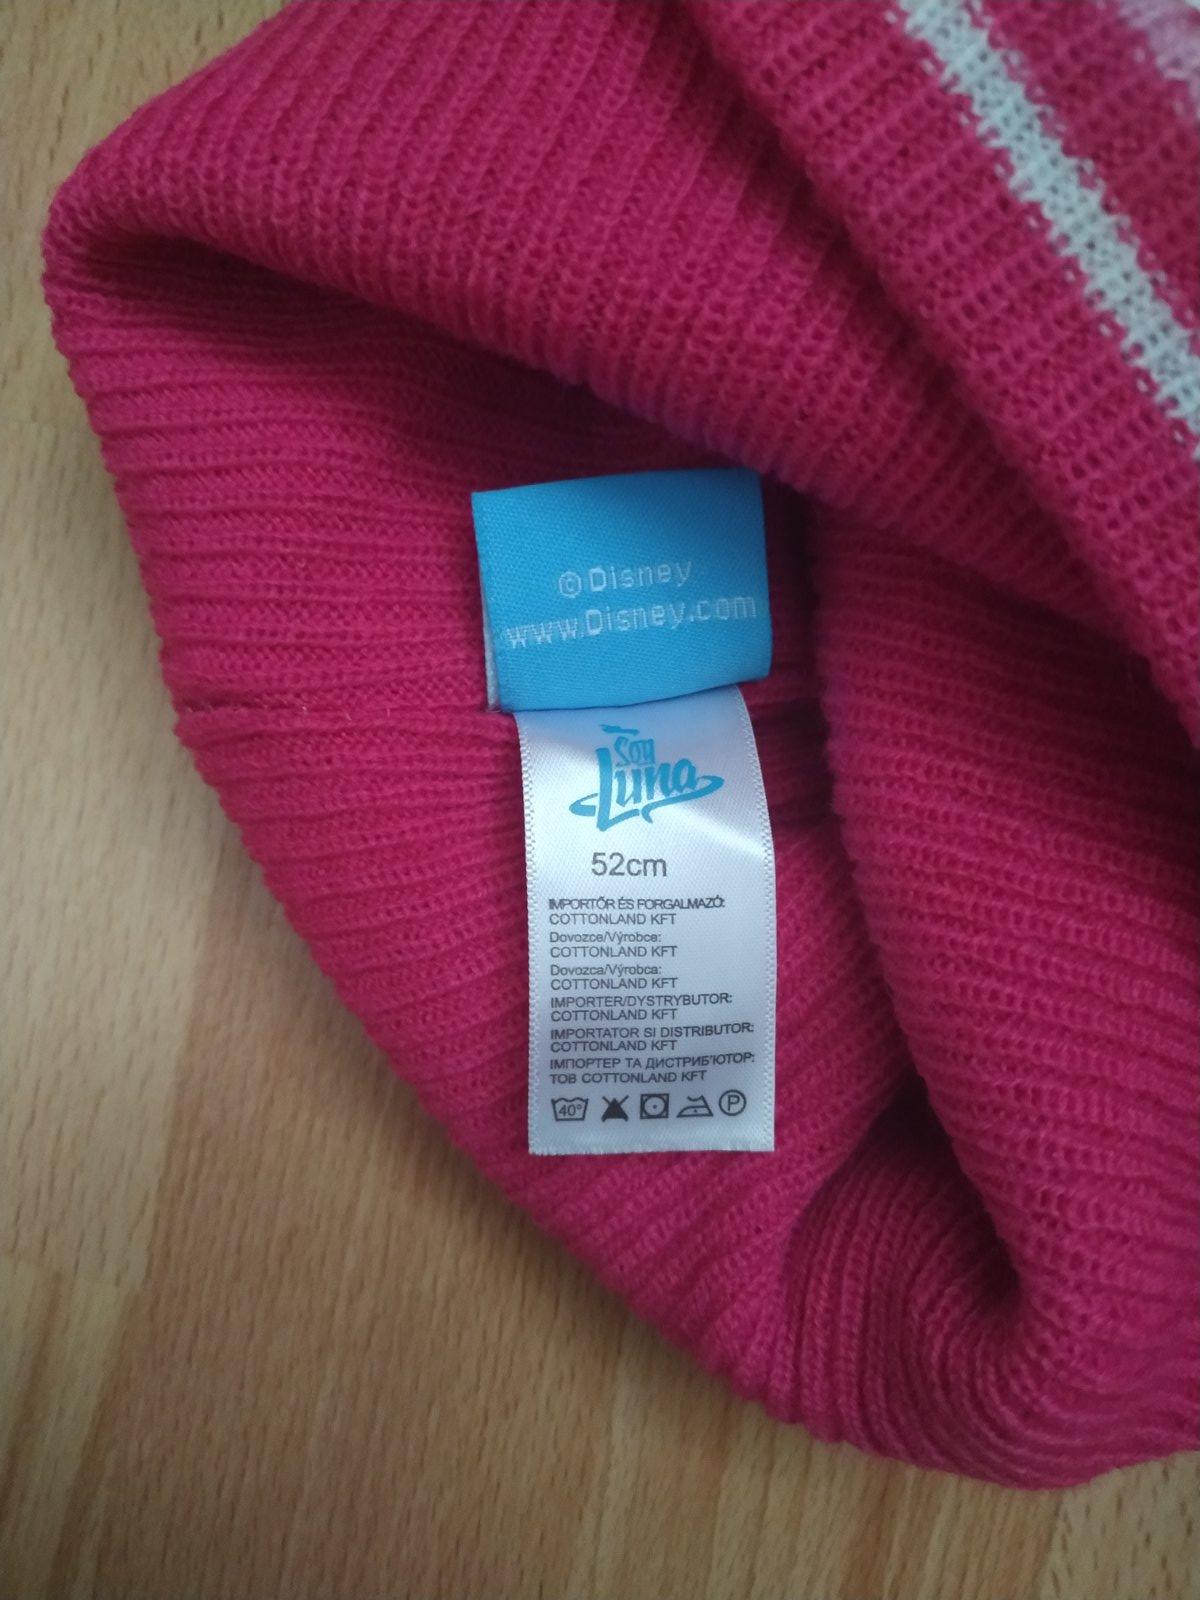 ©Disney
www.Disney.com
Soy
Luna
52cm
IMPORTŐR ÉS FORGALMAZÓ:
COTTONLAND KFT
Dovozce/Výrobce:
COTTONLAND KFT
Dovozca/Výrobca:
COTTONLAND KFT
IMPORTER/DYSTRYBUTOR:
COTTONLAND KFT
IMPORTATOR SI DISTRIBUTOR:
COTTONLAND KFT
ІМПОРТЕР ТА ДИСТРИБ'ЮТОР:
ТОВ COTTONLAND KFT
40° P